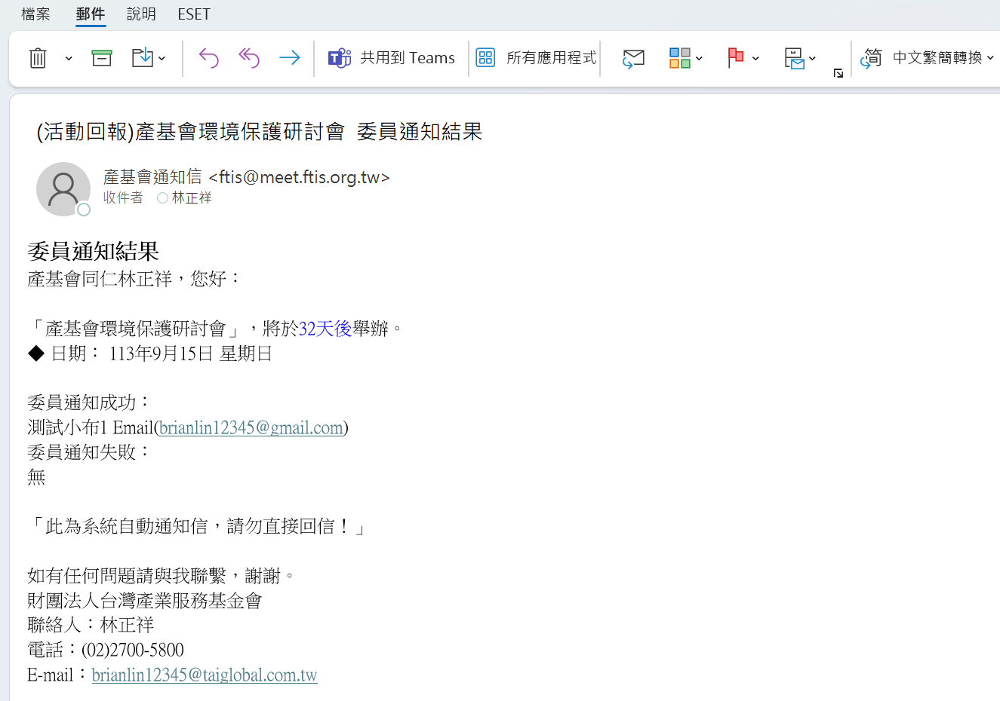 檔案 郵件 說明 ESET
共用到 Teams 所有應用程式 简 中文繁簡轉換
(活動回報)產基會環境保護研討會 委員通知結果
產基會通知信 <ftis@meet.ftis.org.tw>
收件者 林正祥
委員通知結果
產基會同仁林正祥，您好：
「產基會環境保護研討會」，將於32天後舉辦。
◆ 日期： 113年9月15日 星期日
委員通知成功：
測試小布1 Email(brianlin12345@gmail.com)
委員通知失敗：
無
「此為系統自動通知信，請勿直接回信！」
如有任何問題請與我聯繫，謝謝。
財團法人台灣產業服務基金會
聯絡人：林正祥
電話：(02)2700-5800
E-mail：brianlin12345@taiglobal.com.tw